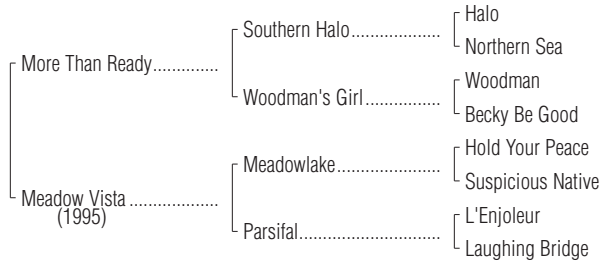 Halo
Southern Halo..................
Northern Sea
More Than Ready.............
Woodman
Woodman's Girl...............
Becky Be Good
Hold Your Peace
Meadowlake.....................
Suspicious Native
Meadow Vista..................
(1995)
L'Enjoleur
Parsifal.............................
Laughing Bridge